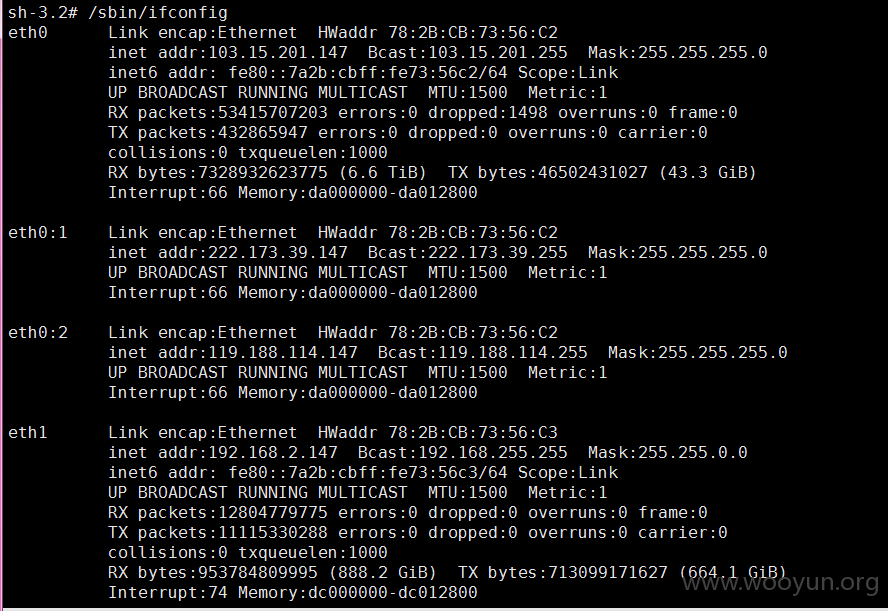 sh-3.2# /sbin/ifconfig
eth0      Link encap:Ethernet  HWaddr 78:2B:CB:73:56:C2
          inet addr:103.15.201.147  Bcast:103.15.201.255  Mask:255.255.255.0
          inet6 addr: fe80::7a2b:cbff:fe73:56c2/64 Scope:Link
          UP BROADCAST RUNNING MULTICAST  MTU:1500  Metric:1
          RX packets:53415707203 errors:0 dropped:1498 overruns:0 frame:0
          TX packets:432865947 errors:0 dropped:0 overruns:0 carrier:0
          collisions:0 txqueuelen:1000
          RX bytes:7328932623775 (6.6 TiB)  TX bytes:46502431027 (43.3 GiB)
          Interrupt:66 Memory:da000000-da012800
eth0:1    Link encap:Ethernet  HWaddr 78:2B:CB:73:56:C2
          inet addr:222.173.39.147  Bcast:222.173.39.255  Mask:255.255.255.0
          UP BROADCAST RUNNING MULTICAST  MTU:1500  Metric:1
          Interrupt:66 Memory:da000000-da012800
eth0:2    Link encap:Ethernet  HWaddr 78:2B:CB:73:56:C2
          inet addr:119.188.114.147  Bcast:119.188.114.255  Mask:255.255.255.0
          UP BROADCAST RUNNING MULTICAST  MTU:1500  Metric:1
          Interrupt:66 Memory:da000000-da012800
eth1      Link encap:Ethernet  HWaddr 78:2B:CB:73:56:C3
          inet addr:192.168.2.147  Bcast:192.168.255.255  Mask:255.255.0.0
          inet6 addr: fe80::7a2b:cbff:fe73:56c3/64 Scope:Link
          UP BROADCAST RUNNING MULTICAST  MTU:1500  Metric:1
          RX packets:12804779775 errors:0 dropped:0 overruns:0 frame:0
          TX packets:11115330288 errors:0 dropped:0 overruns:0 carrier:0
          collisions:0 txqueuelen:1000
          RX bytes:953784809995 (888.2 GiB)  TX bytes:713099171627 (664.1 GiB)
          Interrupt:74 Memory:dc000000-dc012800
www.wooyun.org